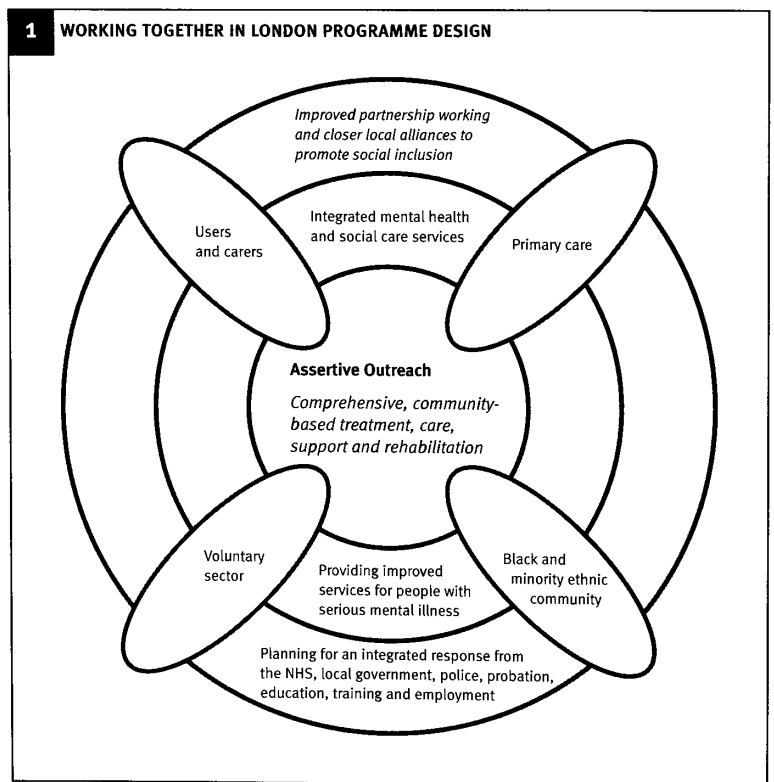 1 WORKING TOGETHER IN LONDON PROGRAMME DESIGN
Improved partnership working
and closer local alliances to
promote social inclusion
Users
and carers
Integrated mental health
and social care services
Primary care
Assertive Outreach
Comprehensive, community-
based treatment, care,
support and rehabilitation
Voluntary
sector
Providing improved
services for people with
serious mental illness
Black and
minority ethnic
community
Planning for an integrated response from
the NHS, local government, police, probation,
education, training and employment